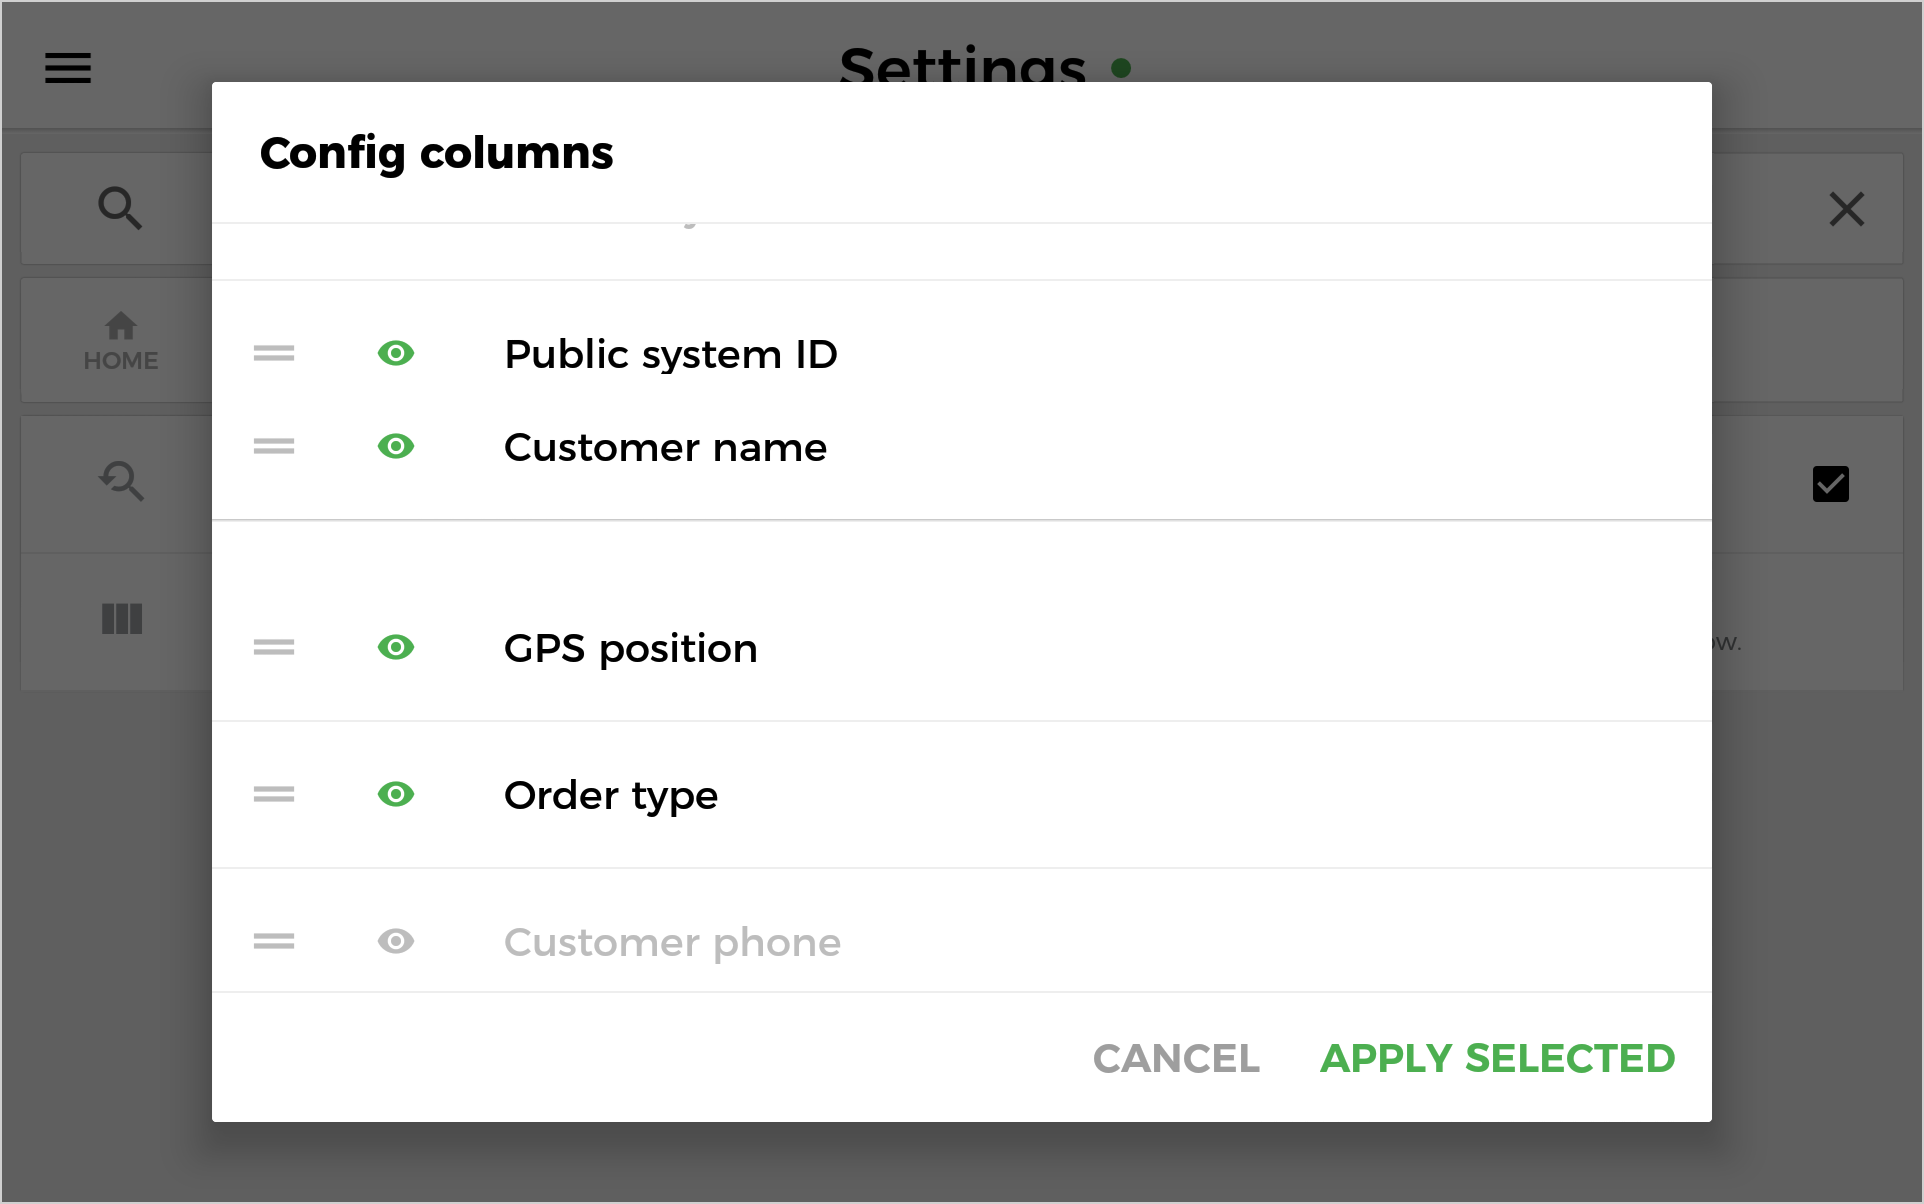 Settings
Config columns
HOME
Public system ID
Customer name
GPS position
Order type
Customer phone
CANCEL APPLY SELECTED